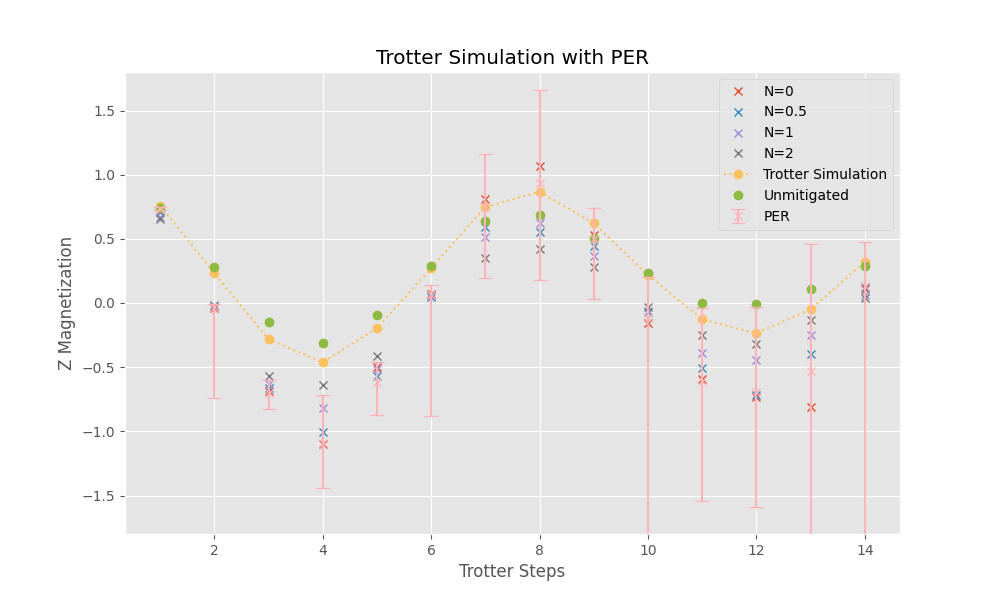 Trotter Simulation with PER
N=0
N=0.5
N=1
N=2
Trotter Simulation
Unmitigated
PER
1.5
1.0
0.5
0.0
−0.5
−1.0
−1.5
Z Magnetization
2 4 6 8 10 12 14
Trotter Steps